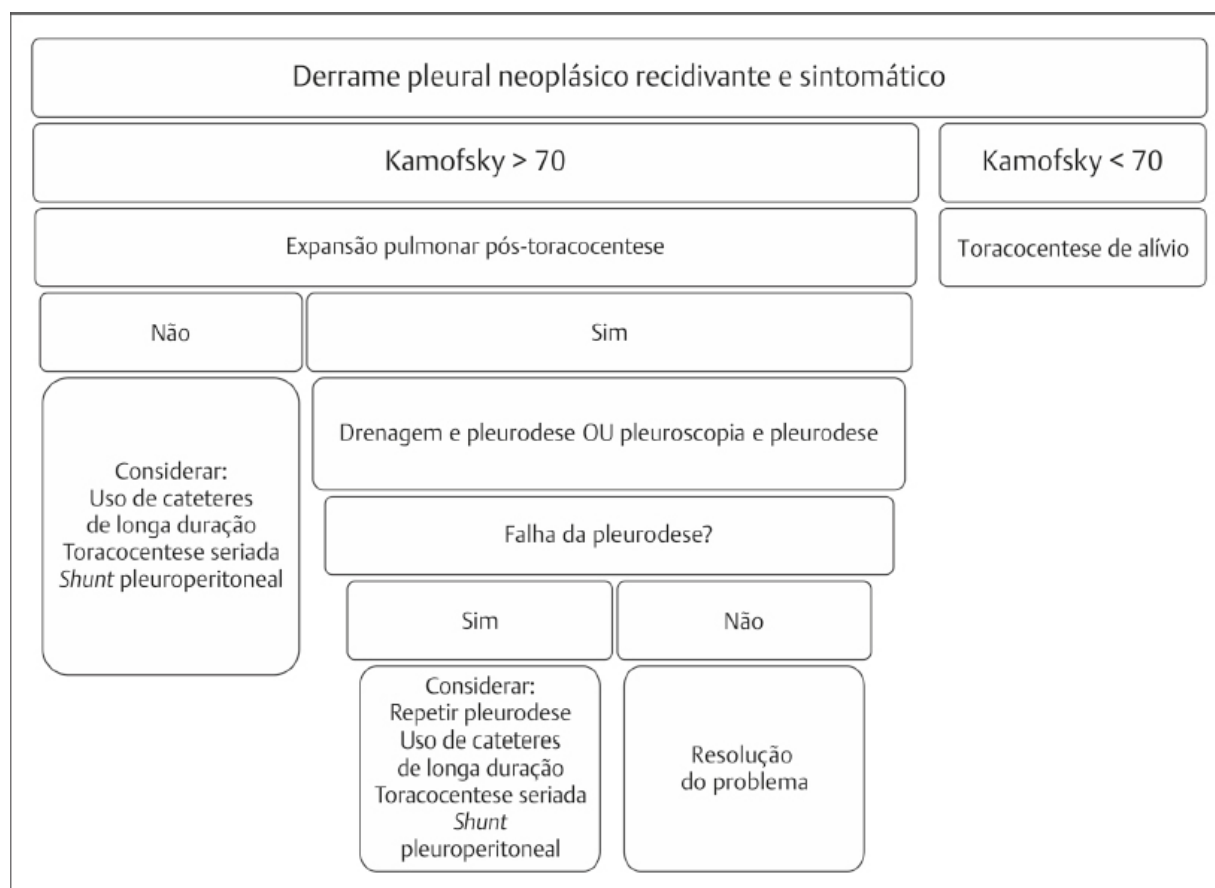 Derrame pleural neoplásico recidivante e sintomático
Kamofsky > 70
Kamofsky < 70
Expansão pulmonar pós-toracocentese
Toracocentese de alívio
Não
Sim
Considerar:
Uso de cateteres
de longa duração
Toracocentese seriada
Shunt pleuroperitoneal
Drenagem e pleurodese OU pleuroscopia e pleurodese
Falha da pleurodese?
Sim
Não
Considerar:
Repetir pleurodese
Uso de cateteres
de longa duração
Toracocentese seriada
Shunt
pleuroperitoneal
Resolução
do problema